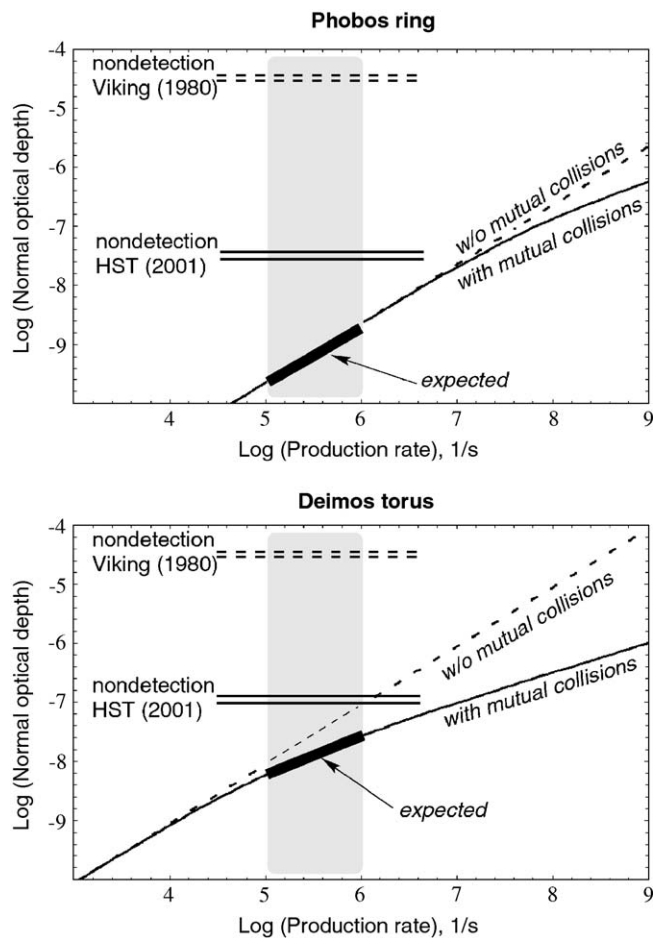 Phobos ring
-4
nondetection
Viking (1980)
-5
-6
w/o mutual collisions
-7
nondetection
HST (2001)
with mutual collisions
-8
-9
expected
4 5 6 7 8 9
Log (Production rate), 1/s
Log (Normal optical depth)
Deimos torus
-4
nondetection
Viking (1980)
-5
w/o mutual collisions
-6
nondetection
-7
HST (2001)
with mutual collisions
-8
expected
-9
4 5 6 7 8 9
Log (Production rate), 1/s
Log (Normal optical depth)